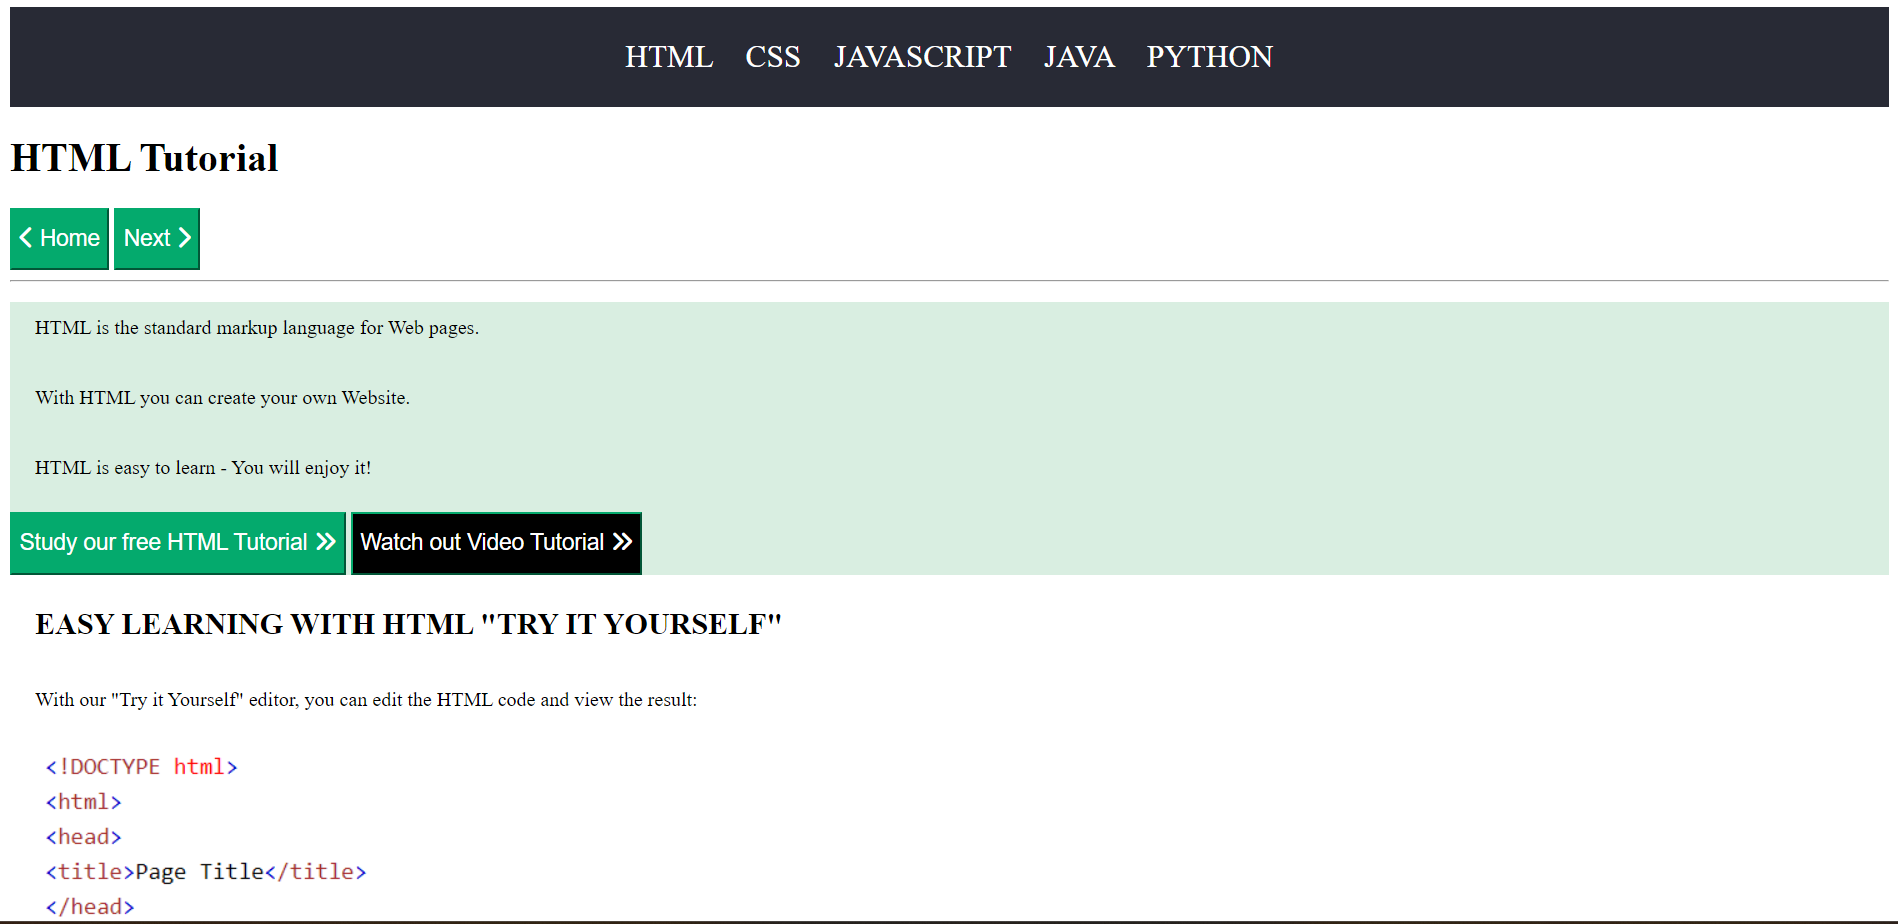 HTML CSS JAVASCRIPT JAVA PYTHON
HTML Tutorial
Home Next
HTML is the standard markup language for Web pages.
With HTML you can create your own Website.
HTML is easy to learn - You will enjoy it!
Study our free HTML Tutorial Watch out Video Tutorial
EASY LEARNING WITH HTML "TRY IT YOURSELF"
With our "Try it Yourself" editor, you can edit the HTML code and view the result:
<!DOCTYPE html>
<html>
<head>
<title>Page Title</title>
</head>